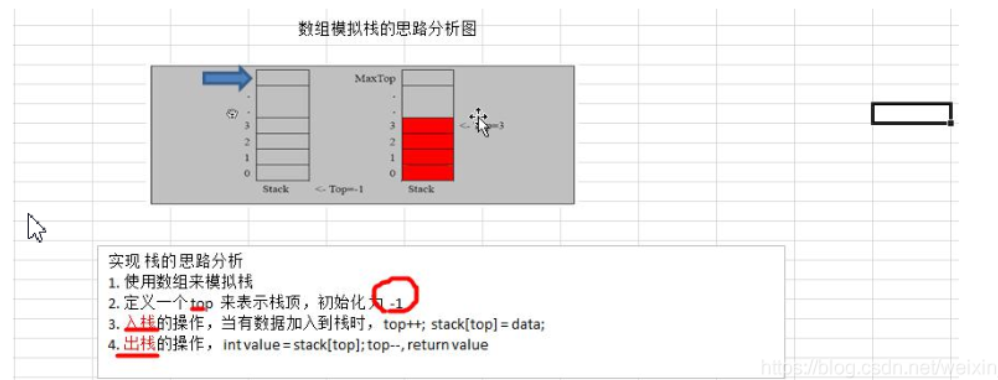 数组模拟栈的思路分析图
MaxTop
3
2
1
0
Stack
<- Top=-1
3
2
1
0
Stack
<- =3
实现 栈的 思路分析
1. 使用数组来模拟栈
2. 定义一个 top 来表示栈顶，初始化 -1
3. 入栈的操作，当有数据加入到栈时，top++; stack[top] = data;
4. 出栈的操作， int value = stack[top]; top--, return value
https://blog.csdn.net/weixin